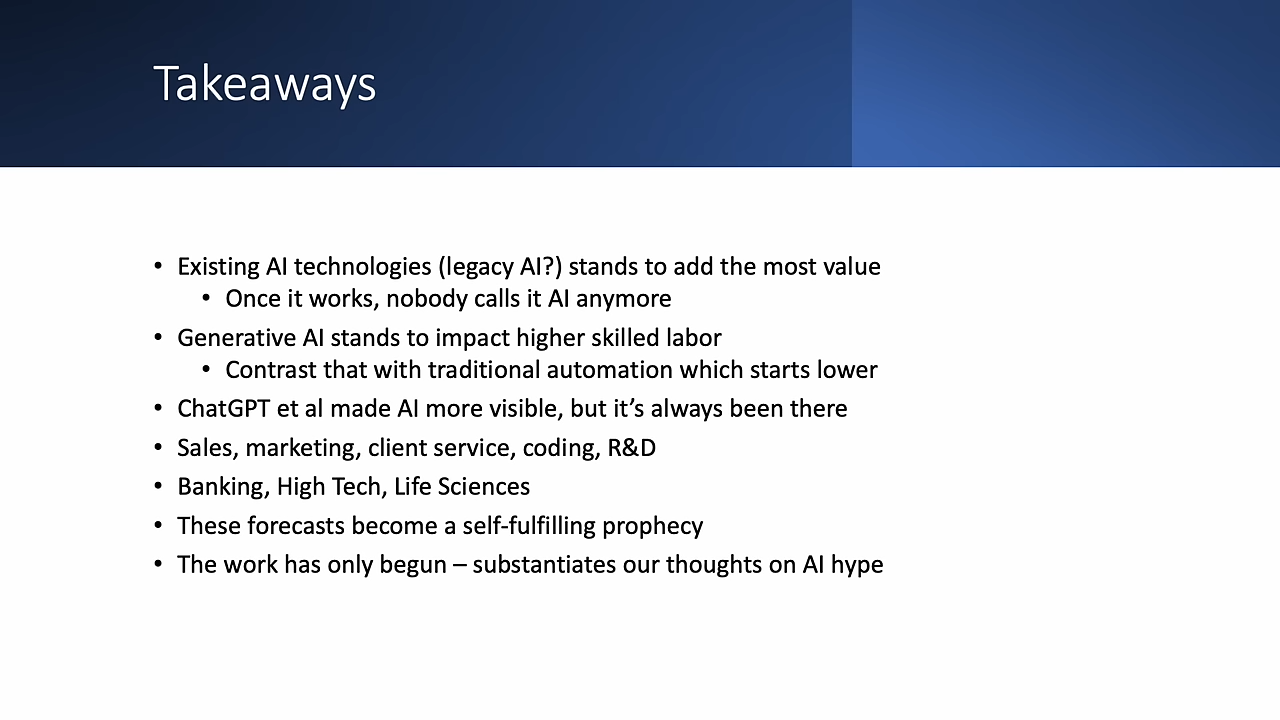 Takeaways
• Existing AI technologies (legacy AI?) stands to add the most value
• Once it works, nobody calls it AI anymore
• Generative AI stands to impact higher skilled labor
• Contrast that with traditional automation which starts lower
• ChatGPT et al made AI more visible, but it’s always been there
• Sales, marketing, client service, coding, R&D
• Banking, High Tech, Life Sciences
• These forecasts become a self-fulfilling prophecy
• The work has only begun – substantiates our thoughts on AI hype